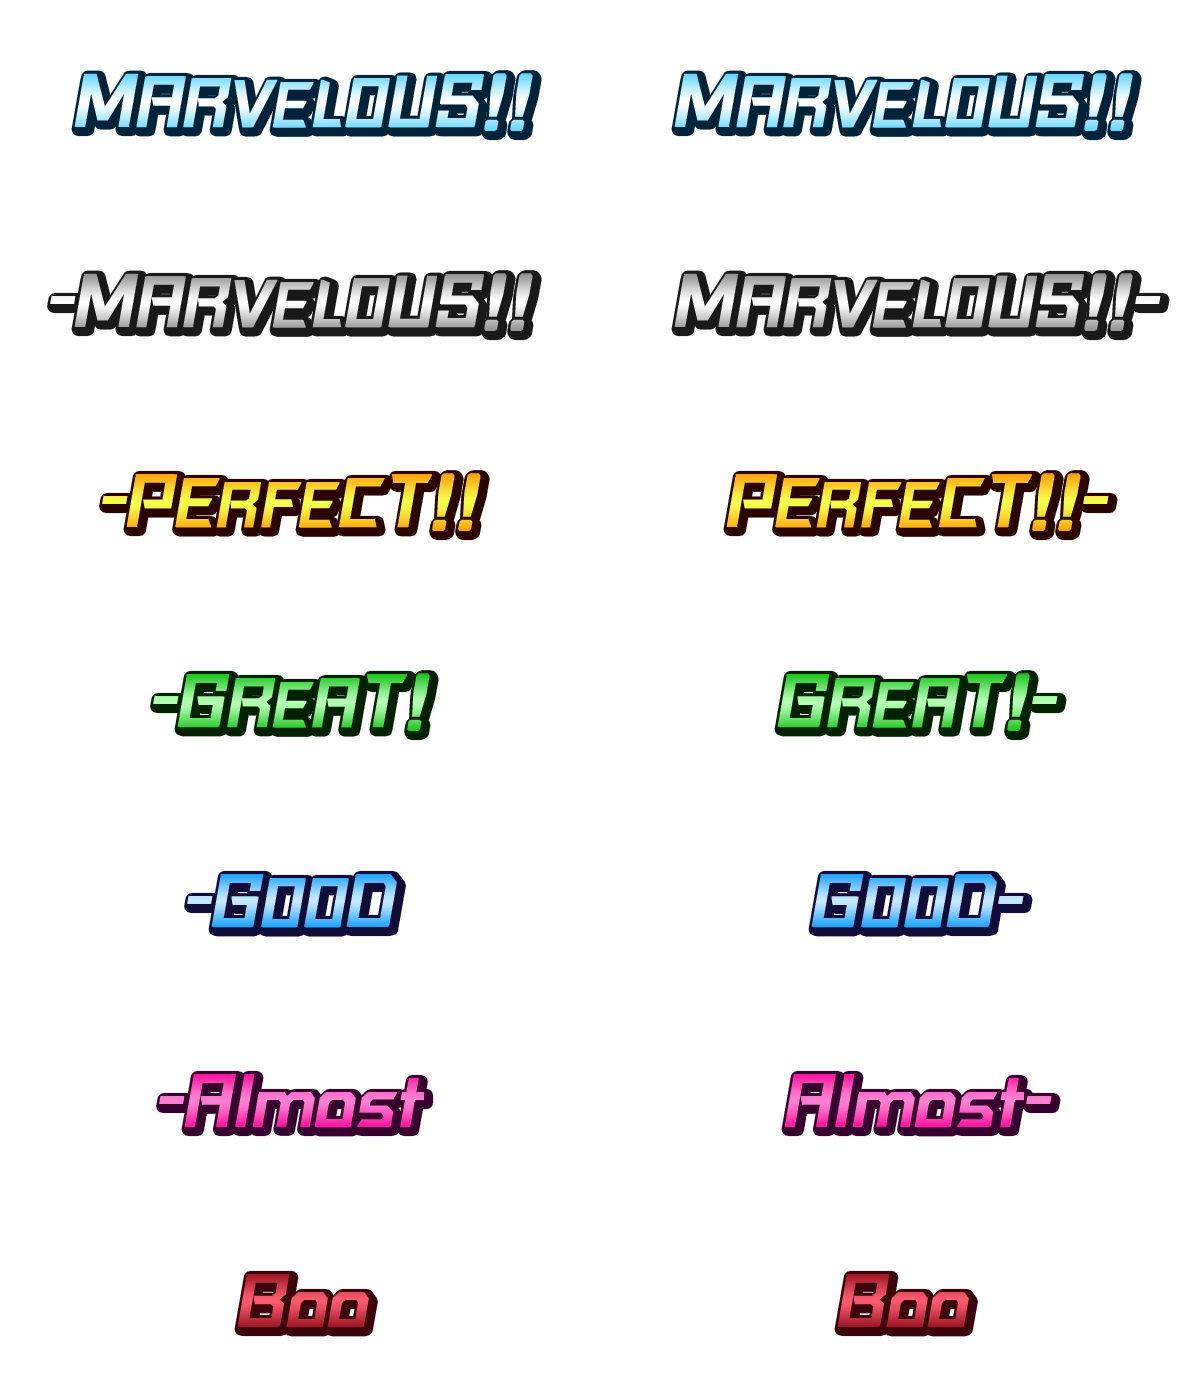 MARVELOUS!! MARVELOUS!!
-MARVELOUS!! MARVELOUS!!-
-PERFECT!! PERFECT!!-
-GREAT! GREAT!-
-GOOD GOOD-
-Almost Almost-
Boo Boo